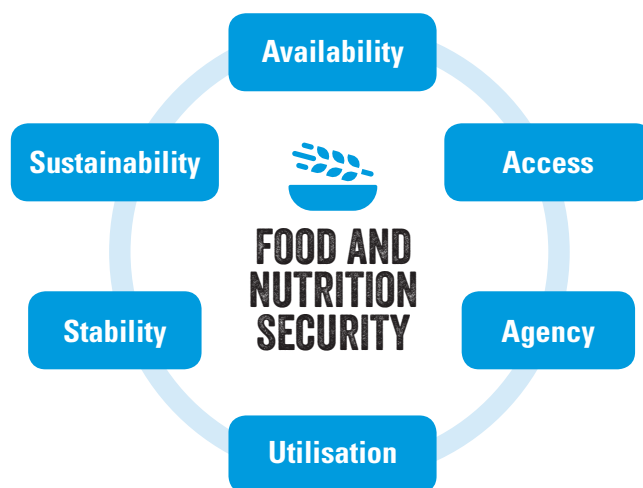 Availability
Sustainability
Access
FOOD AND
NUTRITION
SECURITY
Stability
Agency
Utilisation